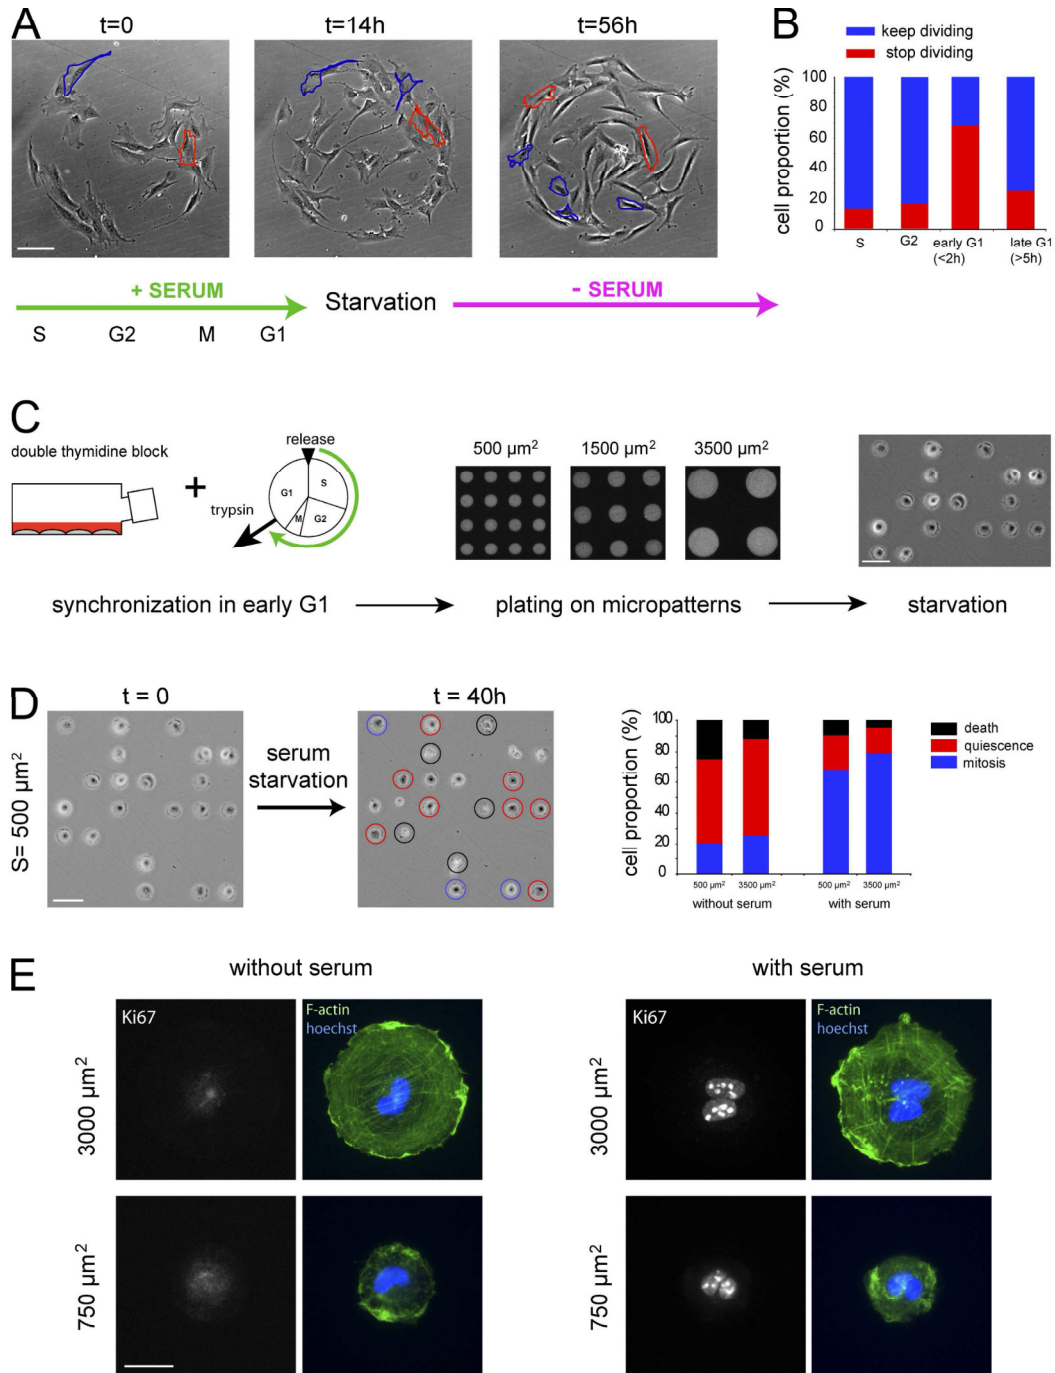 A
t=0
t=14h
t=56h
+ SERUM
Starvation
- SERUM
S
G2
M
G1
B
keep dividing
stop dividing
cell proportion (%)
100
80
60
40
20
0
S
G2
early G1
(<2h)
late G1
(>5h)
C
double thymidine block
+
release
trypsin
G1
S
M
G2
500 µm²
1500 µm²
3500 µm²
synchronization in early G1
plating on micropatterns
starvation
D
t = 0
t = 40h
S= 500 µm²
serum
starvation
cell proportion (%)
100
80
60
40
20
0
death
quiescence
mitosis
500 µm²
3500 µm²
500 µm²
3500 µm²
without serum
with serum
E
without serum
with serum
3000 µm²
Ki67
F-actin
hoechst
3000 µm²
Ki67
F-actin
hoechst
750 µm²
750 µm²